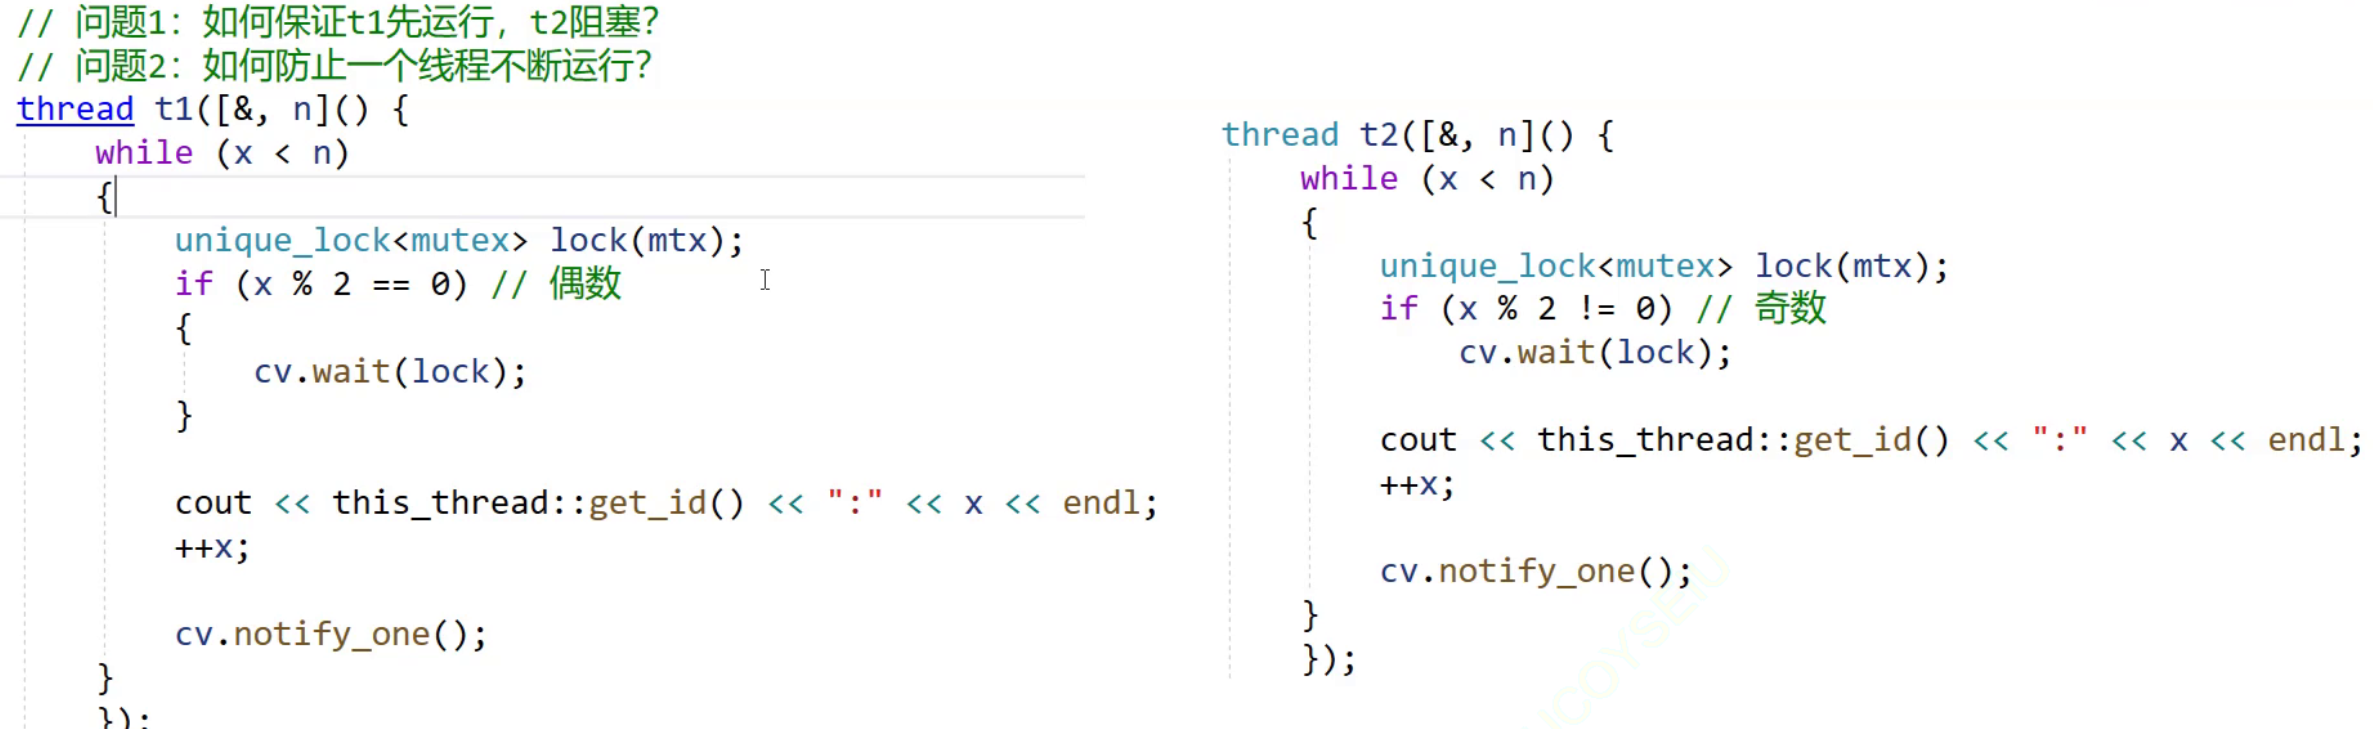 // 问题1：如何保证t1先运行，t2阻塞？
// 问题2：如何防止一个线程不断运行？
thread t1([&, n]() {
while (x < n)
{
unique_lock<mutex> lock(mtx);
if (x % 2 == 0) // 偶数
{
cv.wait(lock);
}
cout << this_thread::get_id() << ":" << x << endl;
++x;
cv.notify_one();
}
});
thread t2([&, n]() {
while (x < n)
{
unique_lock<mutex> lock(mtx);
if (x % 2 != 0) // 奇数
cv.wait(lock);
cout << this_thread::get_id() << ":" << x << endl;
++x;
cv.notify_one();
}
});